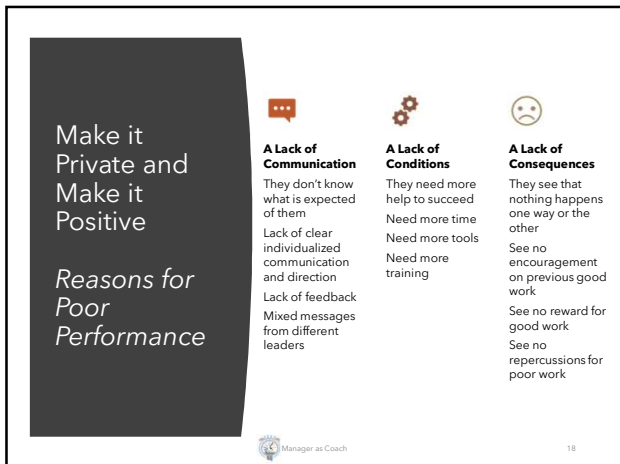 Make it
Private and
Make it
Positive
Reasons for
Poor
Performance
A Lack of
Communication
They don't know
what is expected
of them
Lack of clear
individualized
communication
and direction
Lack of feedback
Mixed messages
from different
leaders
A Lack of
Conditions
They need more
help to succeed
Need more time
Need more tools
Need more
training
A Lack of
Consequences
They see that
nothing happens
one way or the
other
See no
encouragement
on previous good
work
See no reward for
good work
See no
repercussions for
poor work
Manager as Coach
18